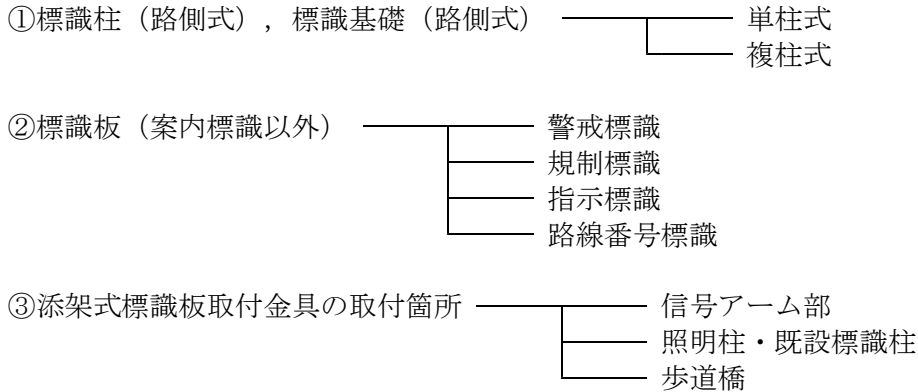 ①標識柱（路側式）,標識基礎（路側式） 単柱式
複柱式
②標識板（案内標識以外） 警戒標識
規制標識
指示標識
路線番号標識
③添架式標識板取付金具の取付箇所 信号アーム部
照明柱・既設標識柱
歩道橋